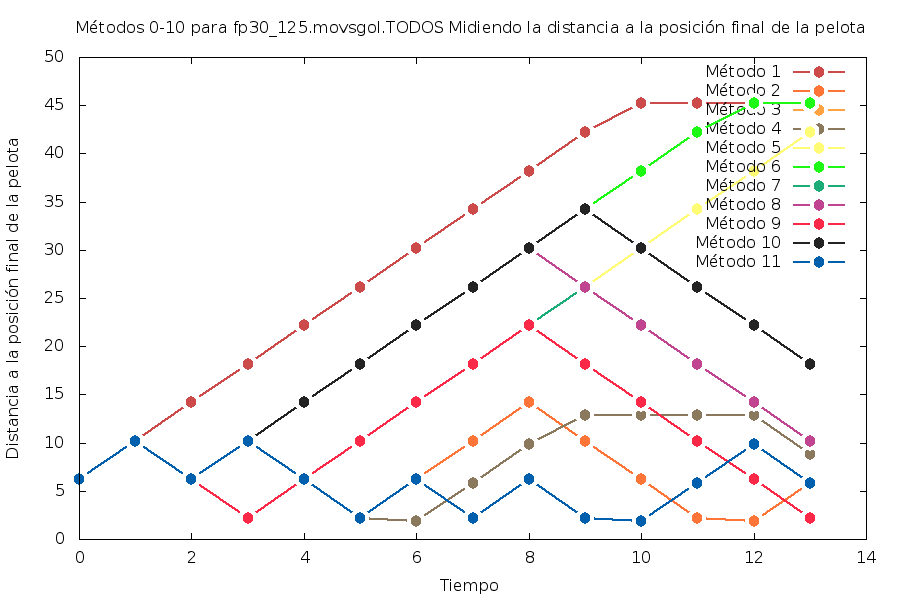 Métodos 0-10 para fp30_125.movsgol.TODOS Midiendo la distancia a la posición final de la pelota
Distancia a la posición final de la pelota
50
45
40
35
30
25
20
15
10
5
0
Método 1
Método 2
Método 3
Método 4
Método 5
Método 6
Método 7
Método 8
Método 9
Método 10
Método 11
0 2 4 6 8 10 12 14
Tiempo